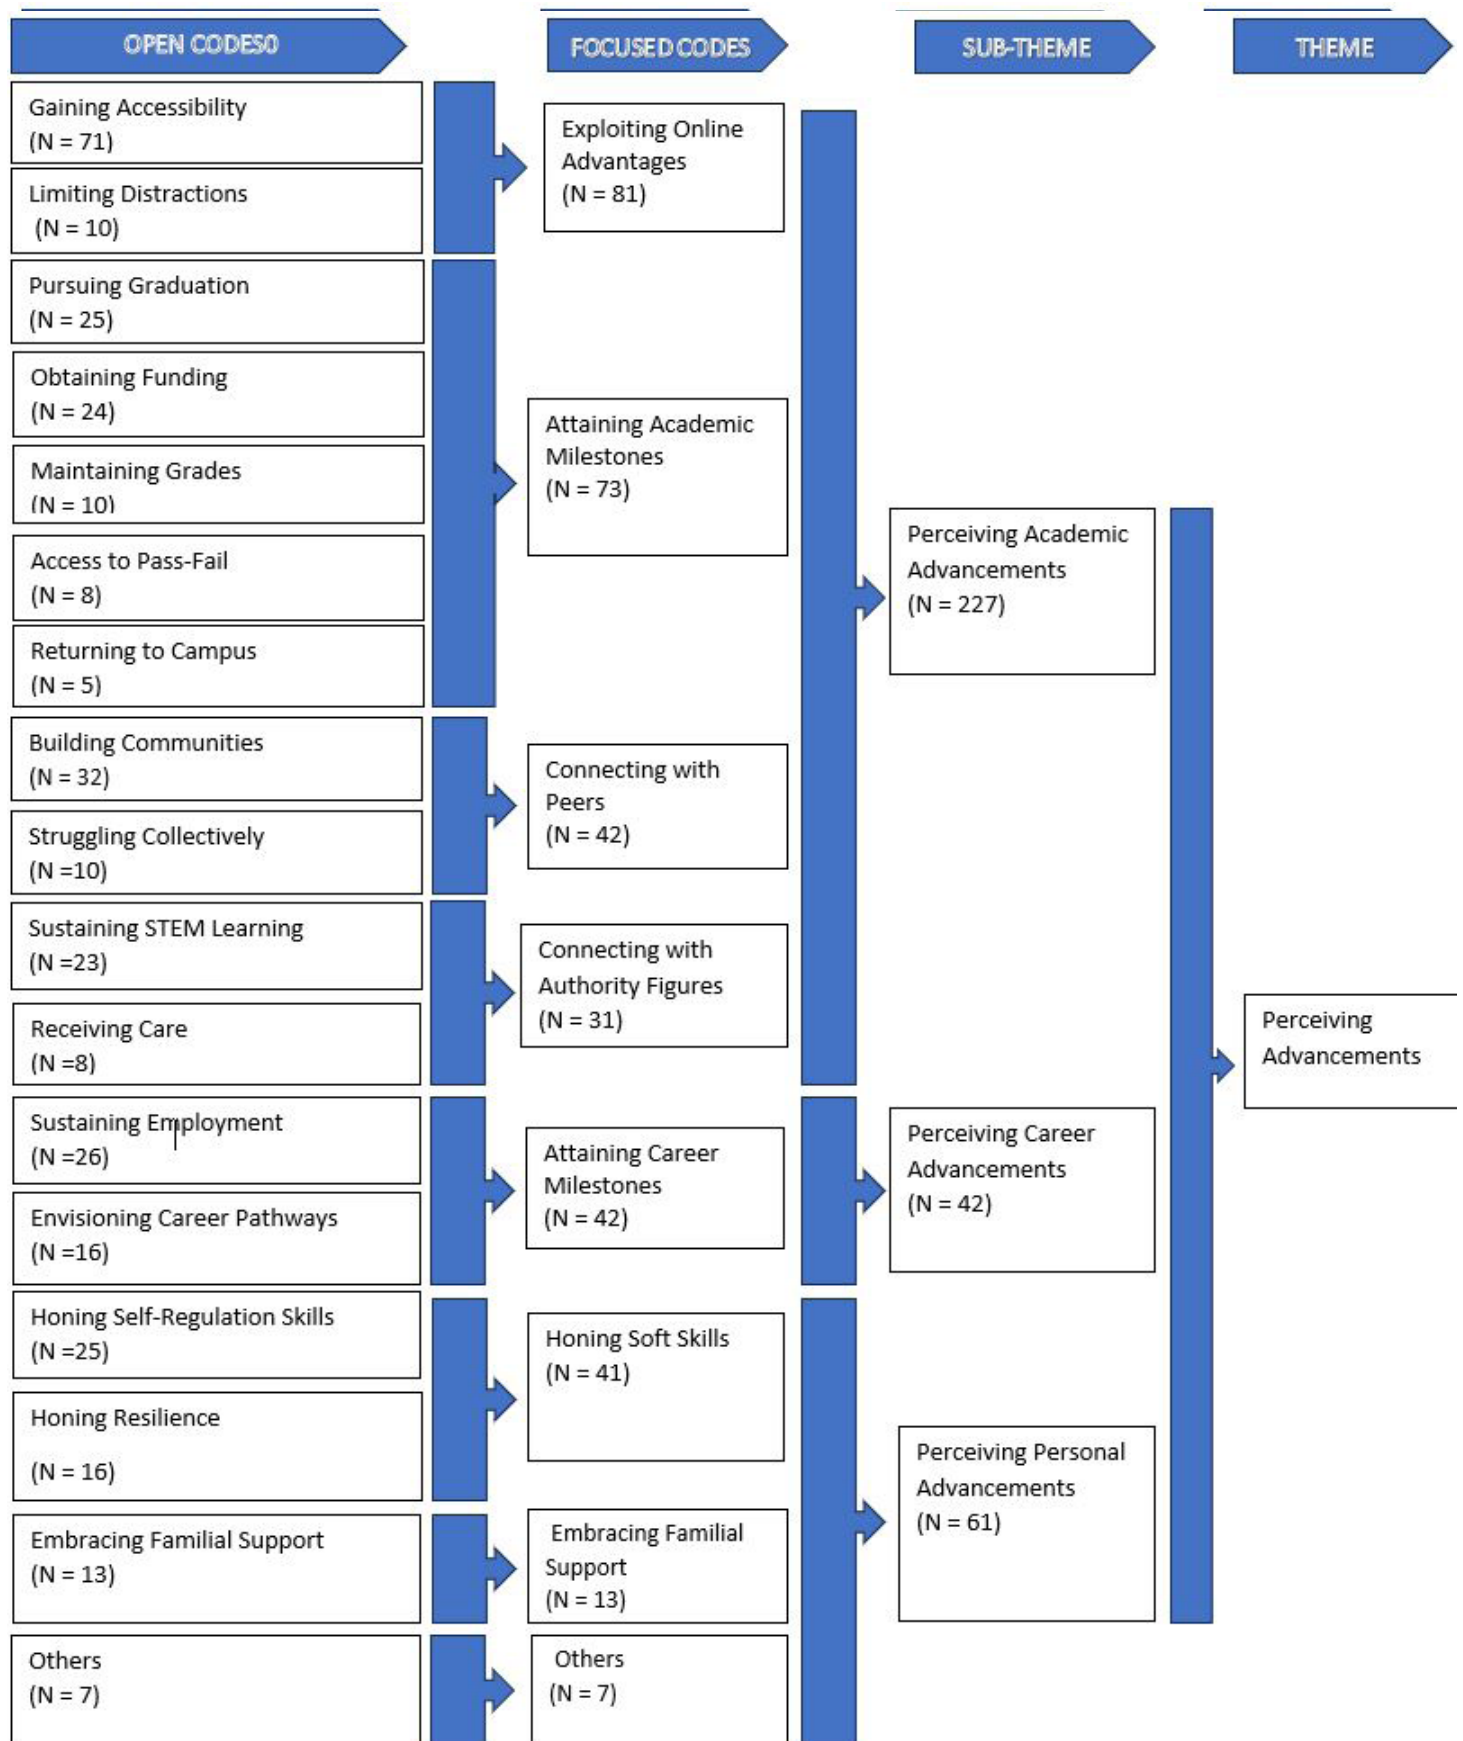 OPEN CODES0
FOCUSED CODES
SUB-THEME
THEME
Gaining Accessibility
(N = 71)
Limiting Distractions
(N = 10)
Pursuing Graduation
(N = 25)
Obtaining Funding
(N = 24)
Maintaining Grades
(N = 10)
Access to Pass-Fail
(N = 8)
Returning to Campus
(N = 5)
Building Communities
(N = 32)
Struggling Collectively
(N =10)
Sustaining STEM Learning
(N =23)
Receiving Care
(N =8)
Sustaining Employment
(N =26)
Envisioning Career Pathways
(N =16)
Honing Self-Regulation Skills
(N =25)
Honing Resilience
(N = 16)
Embracing Familial Support
(N = 13)
Others
(N = 7)
Exploiting Online
Advantages
(N = 81)
Attaining Academic
Milestones
(N = 73)
Connecting with
Peers
(N = 42)
Connecting with
Authority Figures
(N = 31)
Attaining Career
Milestones
(N = 42)
Honing Soft Skills
(N = 41)
Embracing Familial
Support
(N = 13)
Others
(N = 7)
Perceiving Academic
Advancements
(N = 227)
Perceiving Career
Advancements
(N = 42)
Perceiving Personal
Advancements
(N = 61)
Perceiving
Advancements